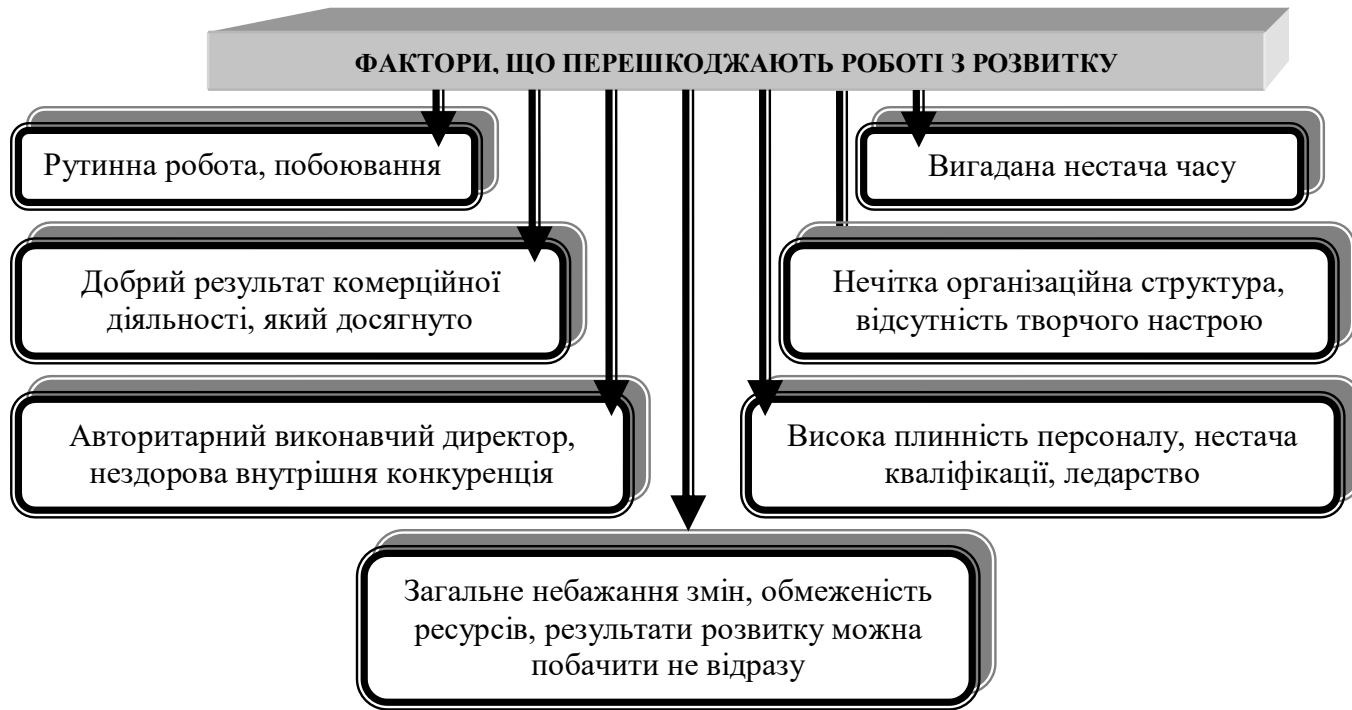 ФАКТОРИ, ЩО ПЕРЕШКОДЖАЮТЬ РОБОТІ З РОЗВИТКУ
Рутинна робота, побоювання
Вигадана нестача часу
Добрий результат комерційної
діяльності, який досягнуто
Нечітка організаційна структура,
відсутність творчого настрою
Авторитарний виконавчий директор,
нездорова внутрішня конкуренція
Висока плинність персоналу, нестача
кваліфікації, ледарство
Загальне небажання змін, обмеженість
ресурсів, результати розвитку можна
побачити не відразу